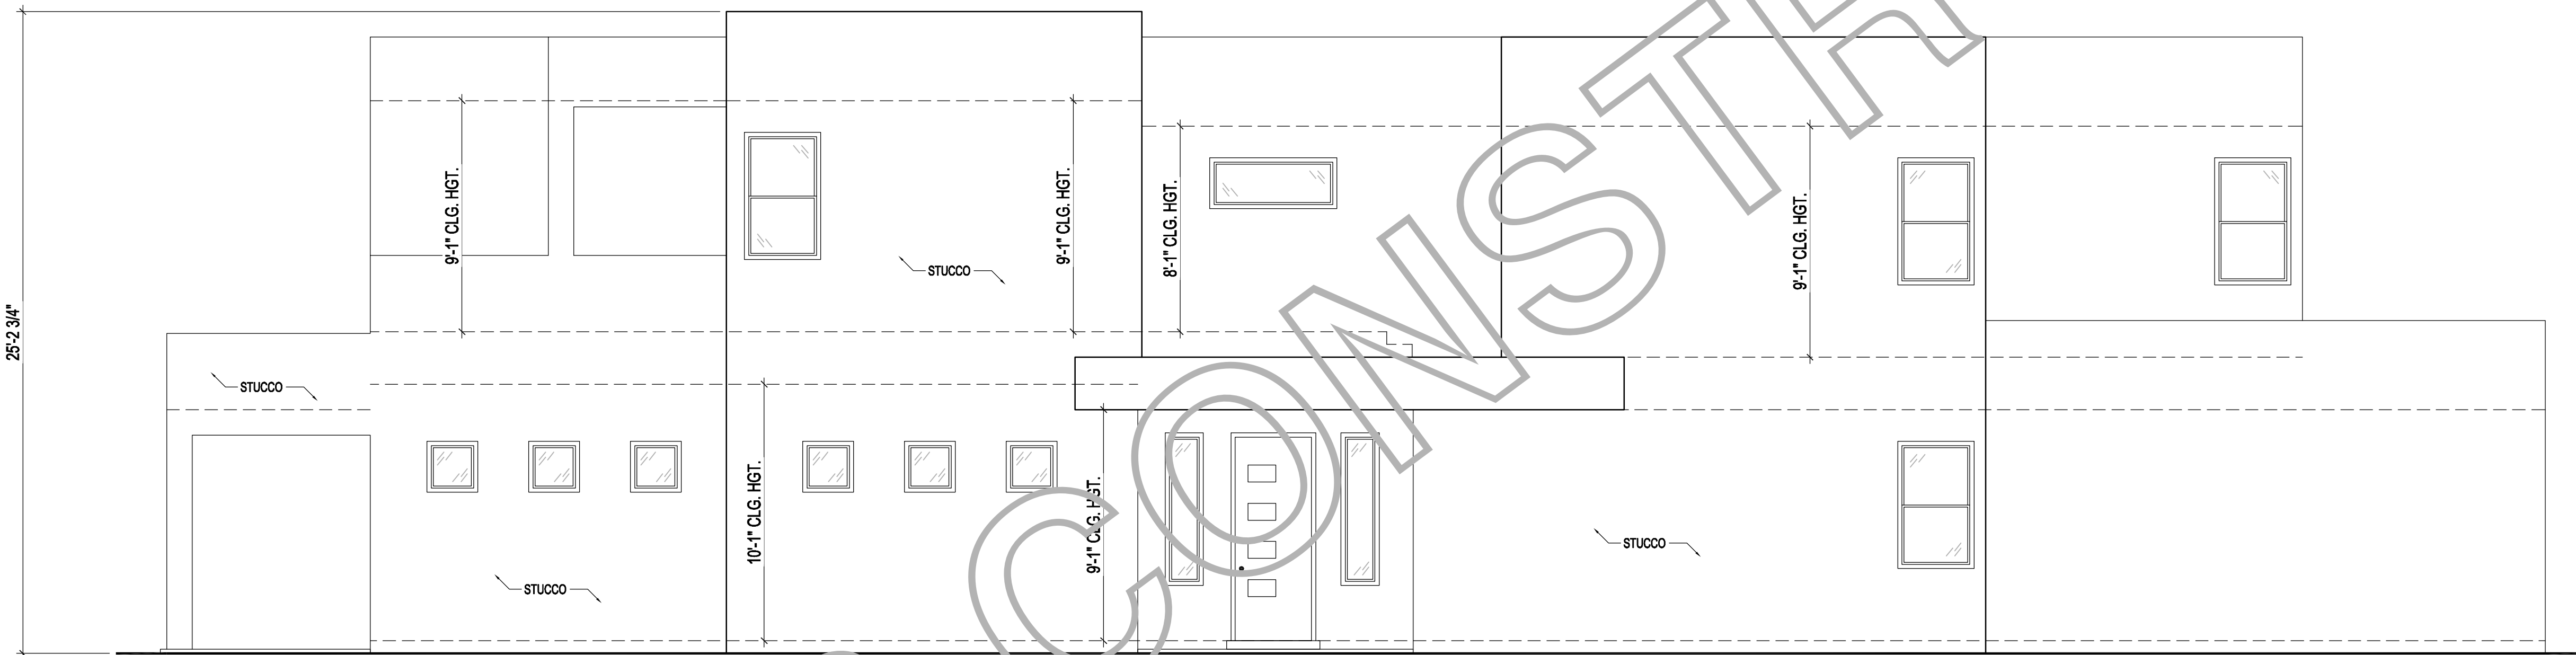 25'-2 3/4"
9'-1" CLG. HGT.
9'-1" CLG. HGT.
8'-1" CLG. HGT.
9'-1" CLG. HGT.
STUCCO
STUCCO
10'-1" CLG. HGT.
9'-1" CLG. HGT.
STUCCO
STUCCO
CONSTR